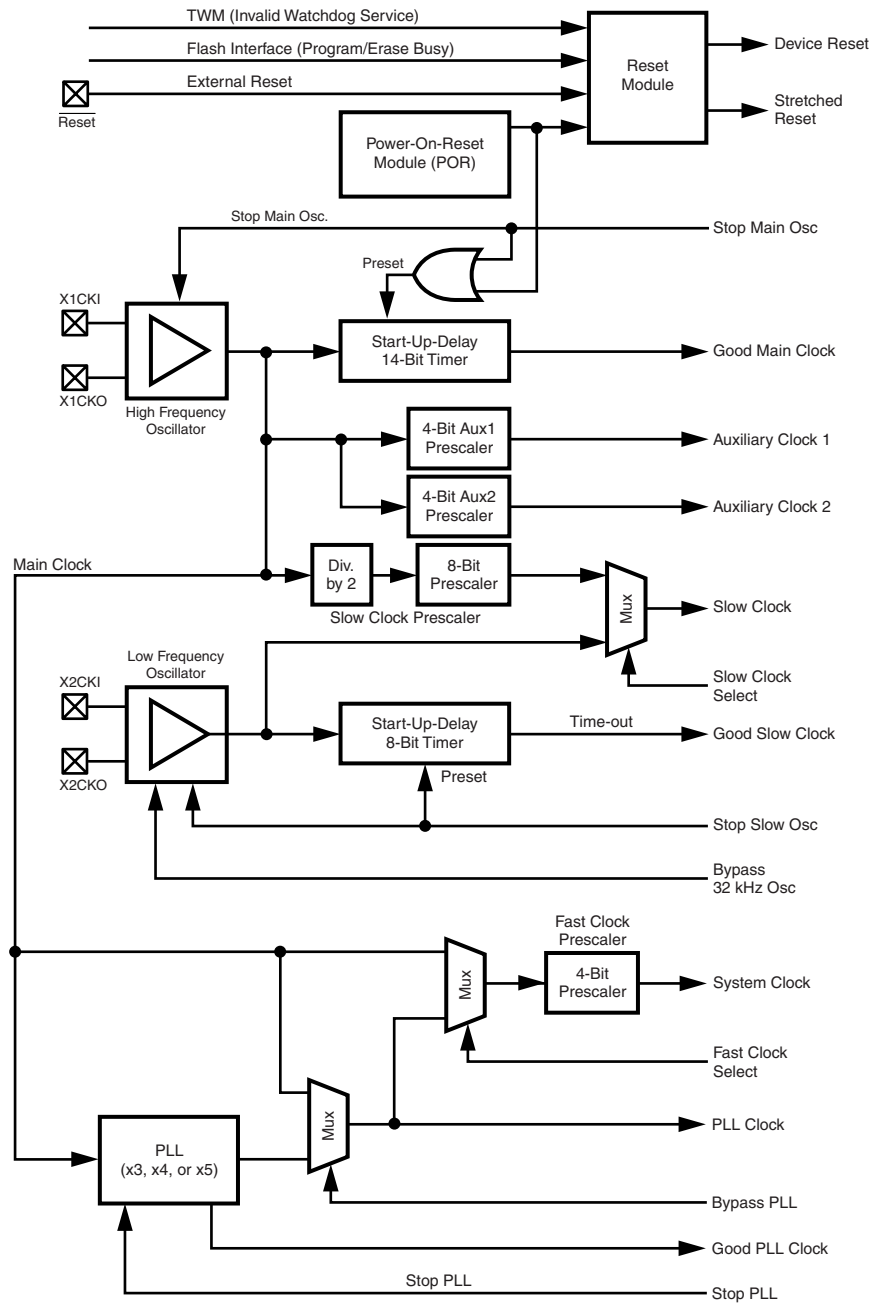 TWM (Invalid Watchdog Service)
Flash Interface (Program/Erase Busy)
External Reset
Reset
Reset
Module
Device Reset
Stretched
Reset
Power-On-Reset
Module (POR)
Stop Main Osc.
Stop Main Osc
Preset
X1CKI
X1CKO
High Frequency
Oscillator
Start-Up-Delay
14-Bit Timer
Good Main Clock
4-Bit Aux1
Prescaler
Auxiliary Clock 1
4-Bit Aux2
Prescaler
Auxiliary Clock 2
Main Clock
Div.
by 2
8-Bit
Prescaler
Slow Clock Prescaler
Mux
Slow Clock
Low Frequency
Oscillator
X2CKI
X2CKO
Slow Clock
Select
Start-Up-Delay
8-Bit Timer
Time-out
Good Slow Clock
Preset
Stop Slow Osc
Bypass
32 kHz Osc
Fast Clock
Prescaler
Mux
4-Bit
Prescaler
System Clock
Fast Clock
Select
Mux
PLL Clock
PLL
(x3, x4, or x5)
Bypass PLL
Good PLL Clock
Stop PLL
Stop PLL